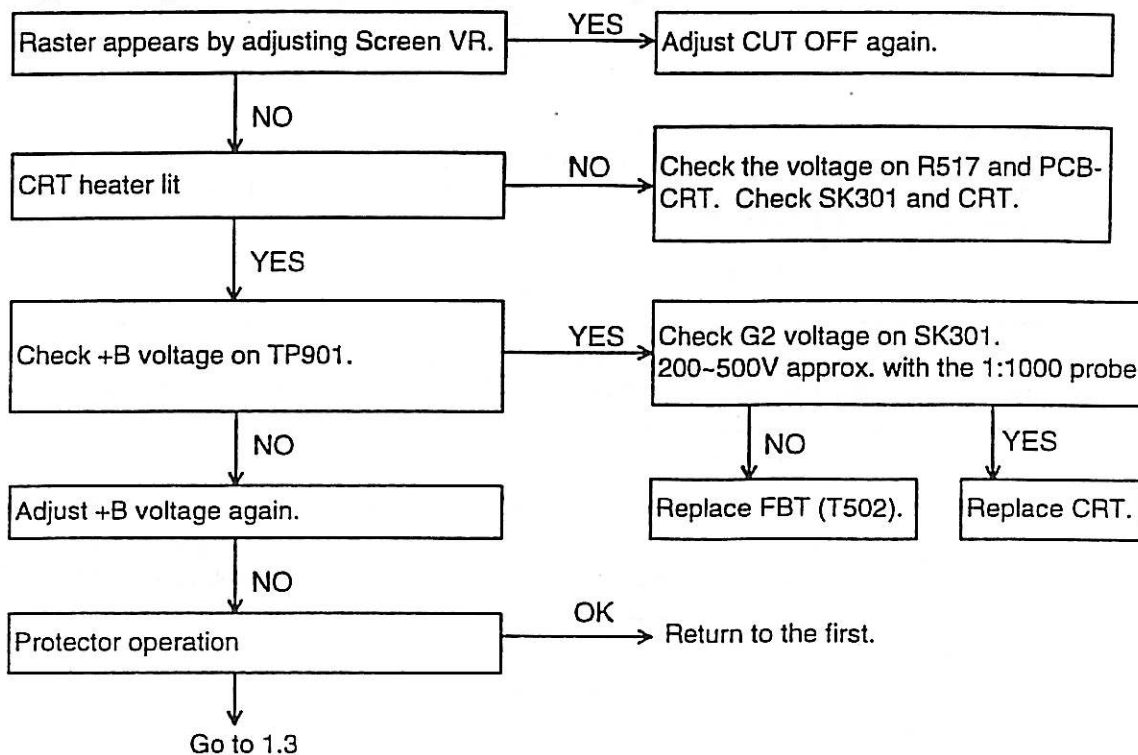 Raster appears by adjusting Screen VR.
YES
Adjust CUT OFF again.
NO
CRT heater lit
NO
Check the voltage on R517 and PCB-
CRT. Check SK301 and CRT.
YES
Check +B voltage on TP901.
YES
Check G2 voltage on SK301.
200~500V approx. with the 1:1000 probe
NO
NO
YES
Adjust +B voltage again.
Replace FBT (T502).
Replace CRT.
NO
Protector operation
OK
Return to the first.
Go to 1.3